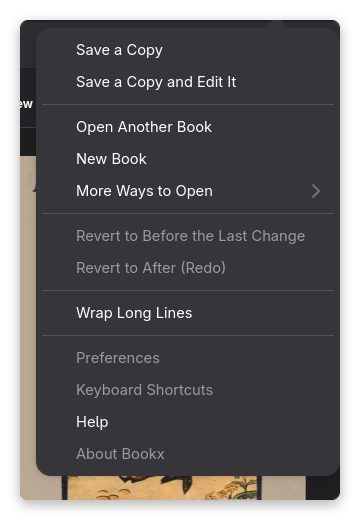 Save a Copy
Save a Copy and Edit It
ew
Open Another Book
New Book
More Ways to Open
Revert to Before the Last Change
Revert to After (Redo)
Wrap Long Lines
Preferences
Keyboard Shortcuts
Help
About Bookx